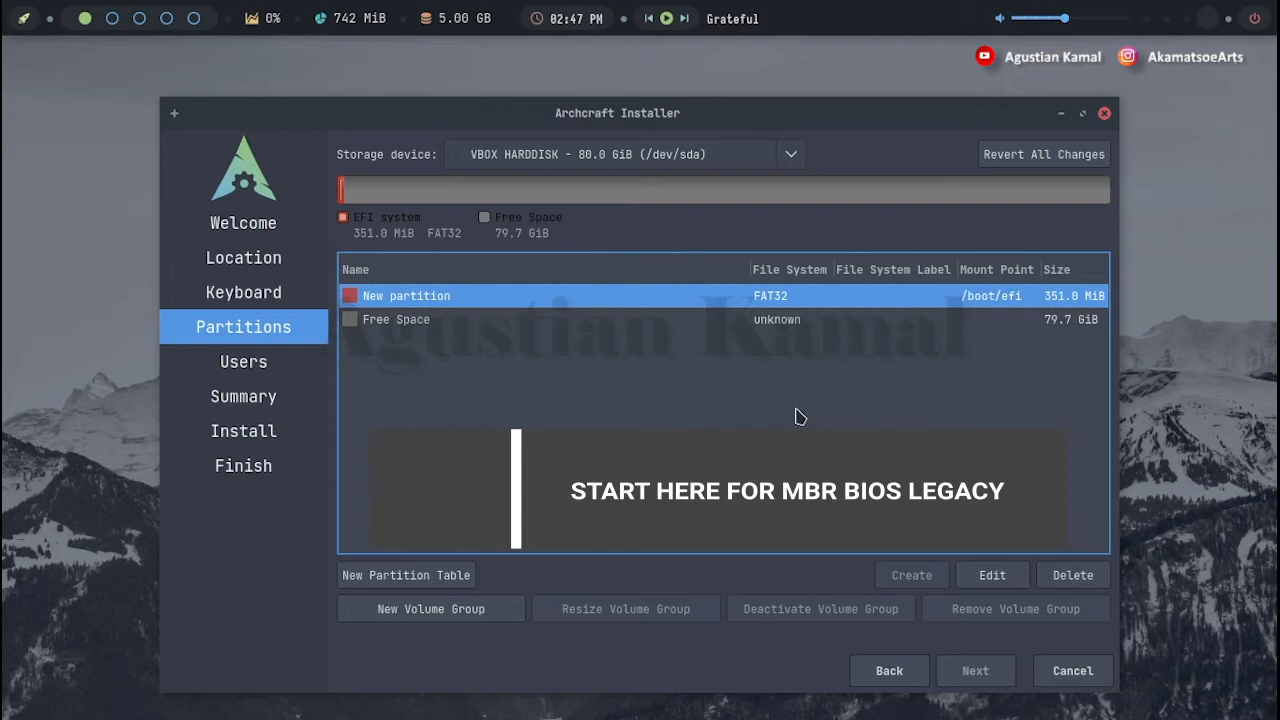 0% 742 MiB 5.00 GB 02:47 PM Grateful
Agustian Kamal AkamatsoeArts
Archcraft Installer
Storage device: VBOX HARDDISK - 80.0 GiB (/dev/sda) Revert All Changes
EFI system Free Space
351.0 MiB FAT32 79.7 GiB
Welcome
Location
Keyboard
Partitions
Users
Summary
Install
Finish
Name File System File System Label Mount Point Size
New partition FAT32 /boot/efi 351.0 MiB
Free Space unknown 79.7 GiB
Agustian Kamal
START HERE FOR MBR BIOS LEGACY
New Partition Table Create Edit Delete
New Volume Group Resize Volume Group Deactivate Volume Group Remove Volume Group
Back Next Cancel